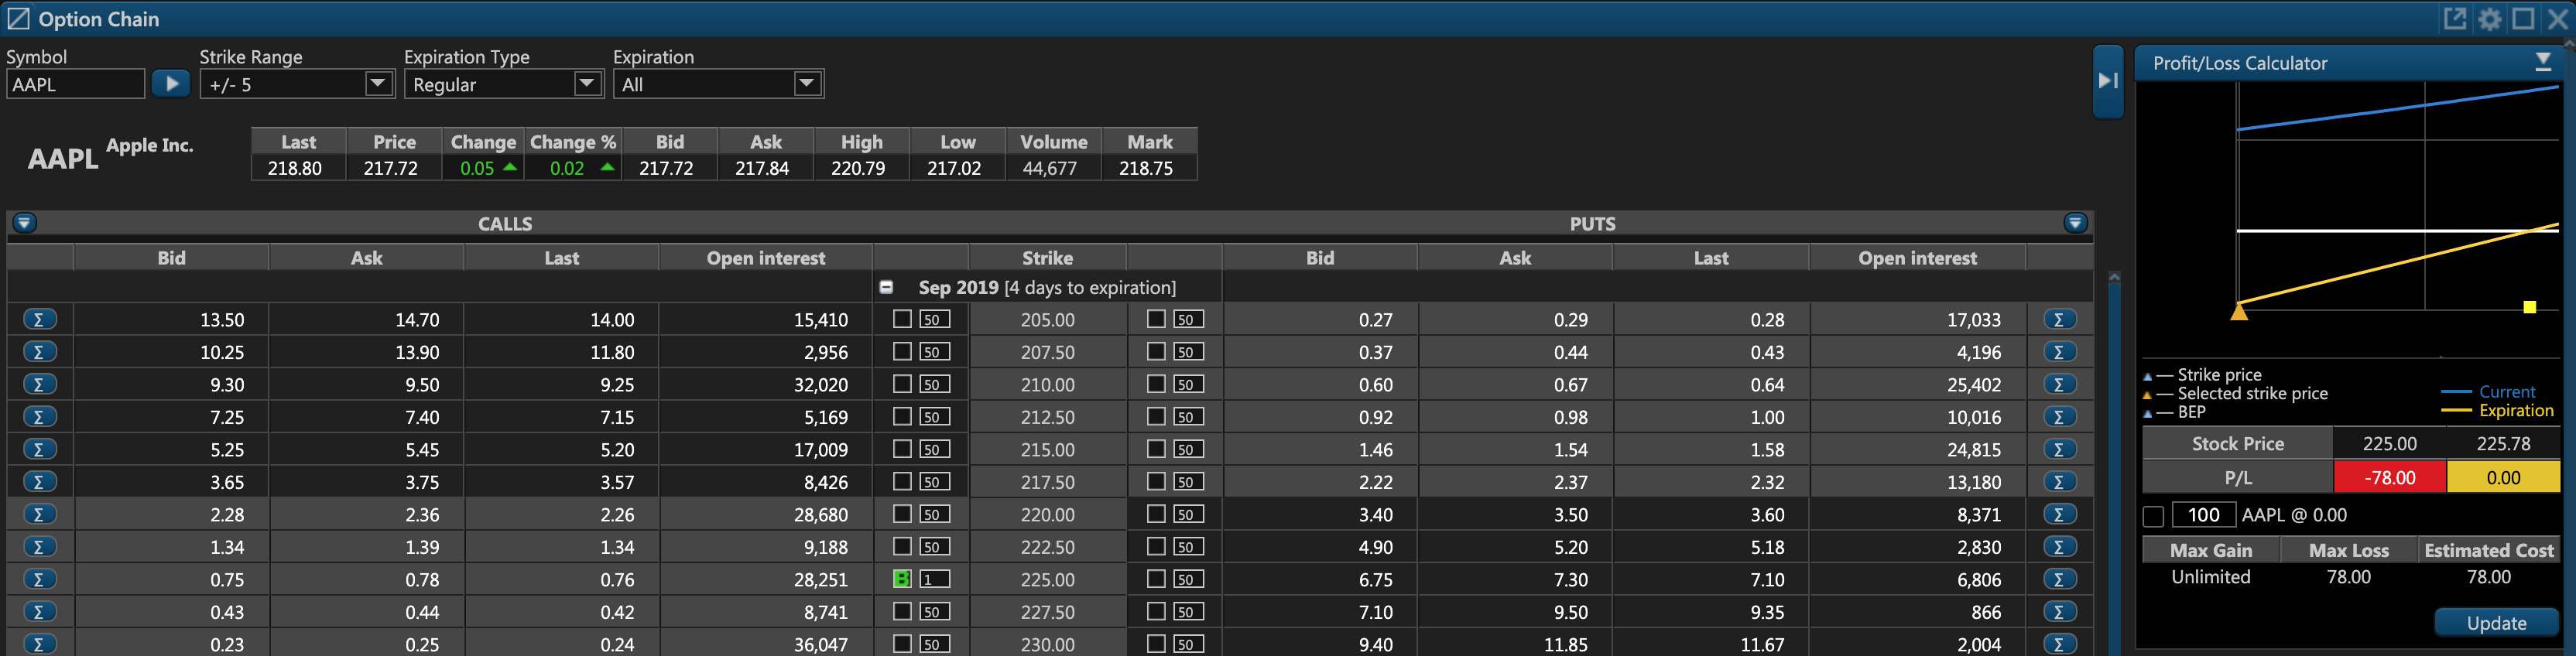 Option Chain
Symbol Strike Range Expiration Type Expiration
AAPL +/- 5 Regular All
AAPL Apple Inc.
Last Price Change Change % Bid Ask High Low Volume Mark
218.80 217.72 0.05 0.02 217.72 217.84 220.79 217.02 44,677 218.75
CALLS PUTS
Bid Ask Last Open interest Strike Bid Ask Last Open interest
Sep 2019 [4 days to expiration]
Σ 13.50 14.70 14.00 15,410 50 205.00 50 0.27 0.29 0.28 17,033 Σ
Σ 10.25 13.90 11.80 2,956 50 207.50 50 0.37 0.44 0.43 4,196 Σ
Σ 9.30 9.50 9.25 32,020 50 210.00 50 0.60 0.67 0.64 25,402 Σ
Σ 7.25 7.40 7.15 5,169 50 212.50 50 0.92 0.98 1.00 10,016 Σ
Σ 5.25 5.45 5.20 17,009 50 215.00 50 1.46 1.54 1.58 24,815 Σ
Σ 3.65 3.75 3.57 8,426 50 217.50 50 2.22 2.37 2.32 13,180 Σ
Σ 2.28 2.36 2.26 28,680 50 220.00 50 3.40 3.50 3.60 8,371 Σ
Σ 1.34 1.39 1.34 9,188 50 222.50 50 4.90 5.20 5.18 2,830 Σ
Σ 0.75 0.78 0.76 28,251 B 1 225.00 50 6.75 7.30 7.10 6,806 Σ
Σ 0.43 0.44 0.42 8,741 50 227.50 50 7.10 9.50 9.35 866 Σ
Σ 0.23 0.25 0.24 36,047 50 230.00 50 9.40 11.85 11.67 2,004 Σ
Profit/Loss Calculator
— Strike price
— Selected strike price
— BEP
Current
Expiration
Stock Price 225.00 225.78
P/L -78.00 0.00
100 AAPL @ 0.00
Max Gain Max Loss Estimated Cost
Unlimited 78.00 78.00
Update